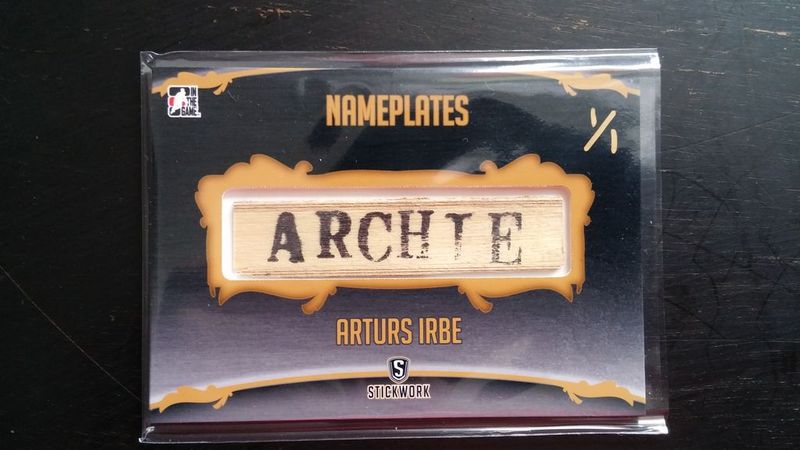 IN
THE
GAME
NAMEPLATES
1/1
ARCHIE
ARTURS IRBE
S
STICKWORK